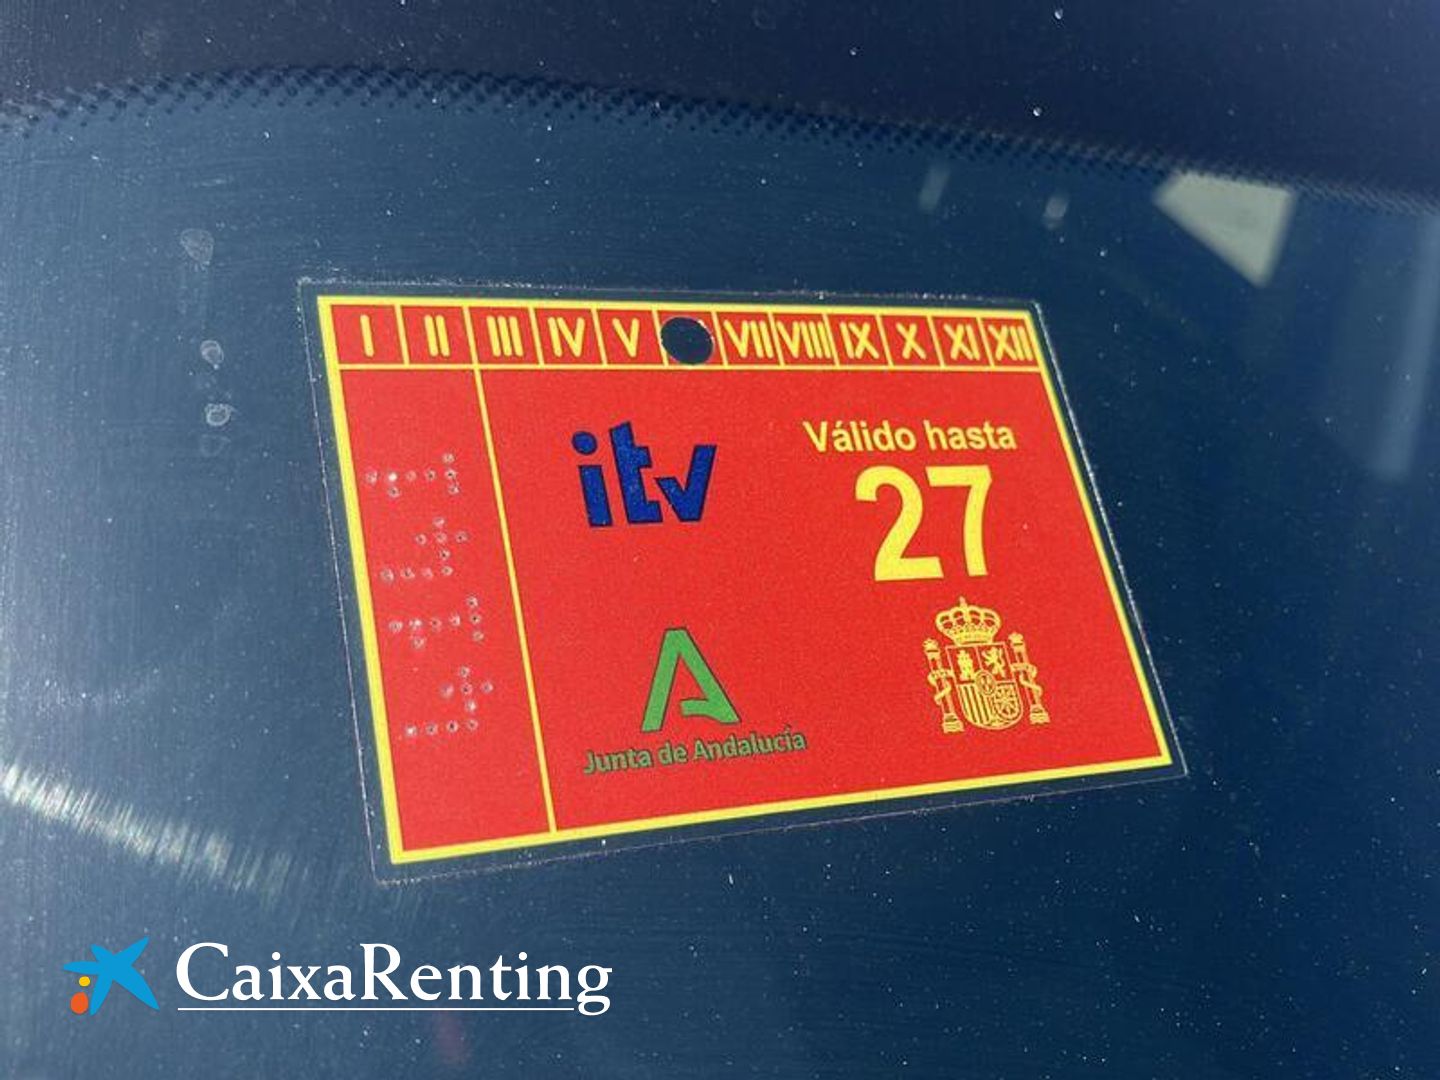 I II III IV V VII VIII IX X XI XII
itv
Válido hasta
27
Junta de Andalucía
CaixaRenting